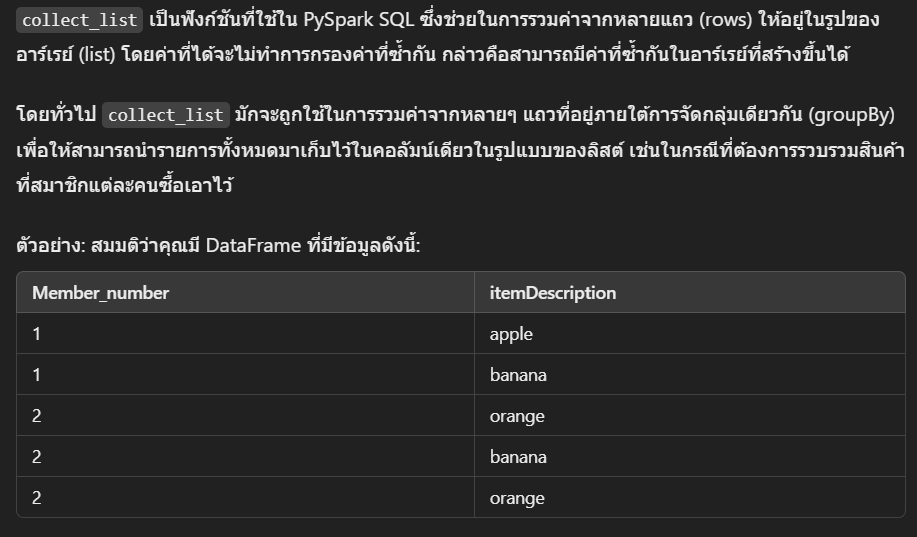 collect_list เป็นฟังก์ชันที่ใช้ใน PySpark SQL ซึ่งช่วยในการรวมค่าจากหลายแถว (rows) ให้อยู่ในรูปของ
อาร์เรย์ (list) โดยค่าที่ได้จะไม่ทำการกรองค่าที่ซ้ำกัน กล่าวคือสามารถมีค่าที่ซ้ำกันในอาร์เรย์ที่สร้างขึ้นได้
โดยทั่วไป collect_list มักจะถูกใช้ในการรวมค่าจากหลายๆ แถวที่อยู่ภายใต้การจัดกลุ่มเดียวกัน (groupBy)
เพื่อให้สามารถนำรายการทั้งหมดมาเก็บไว้ในคอลัมน์เดียวในรูปแบบของลิสต์ เช่นในกรณีที่ต้องการรวบรวมสินค้า
ที่สมาชิกแต่ละคนซื้อเอาไว้
ตัวอย่าง: สมมติว่าคุณมี DataFrame ที่มีข้อมูลดังนี้:
Member_number itemDescription
1 apple
1 banana
2 orange
2 banana
2 orange